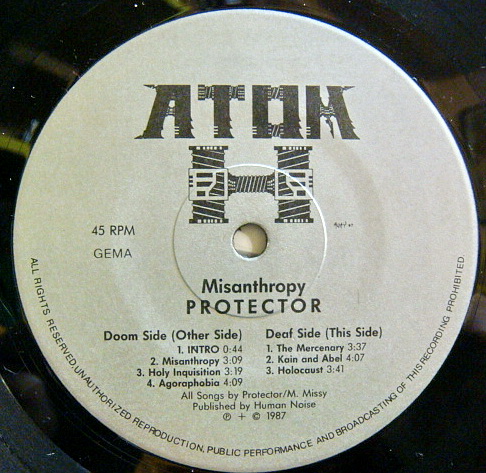 ATOM
H
45 RPM
GEMA
Misanthropy
PROTECTOR
Doom Side (Other Side)
1. INTRO 0:44
2. Misanthropy 3:09
3. Holy Inquisition 3:19
4. Agoraphobia 4:09
Deaf Side (This Side)
1. The Mercenary 3:37
2. Kain and Abel 4:07
3. Holocaust 3:41
All Songs by Protector/M. Missy
Published by Human Noise
℗ + © 1987
ALL RIGHTS RESERVED, UNAUTHORIZED REPRODUCTION, PUBLIC PERFORMANCE AND BROADCASTING OF THIS RECORDING PROHIBITED